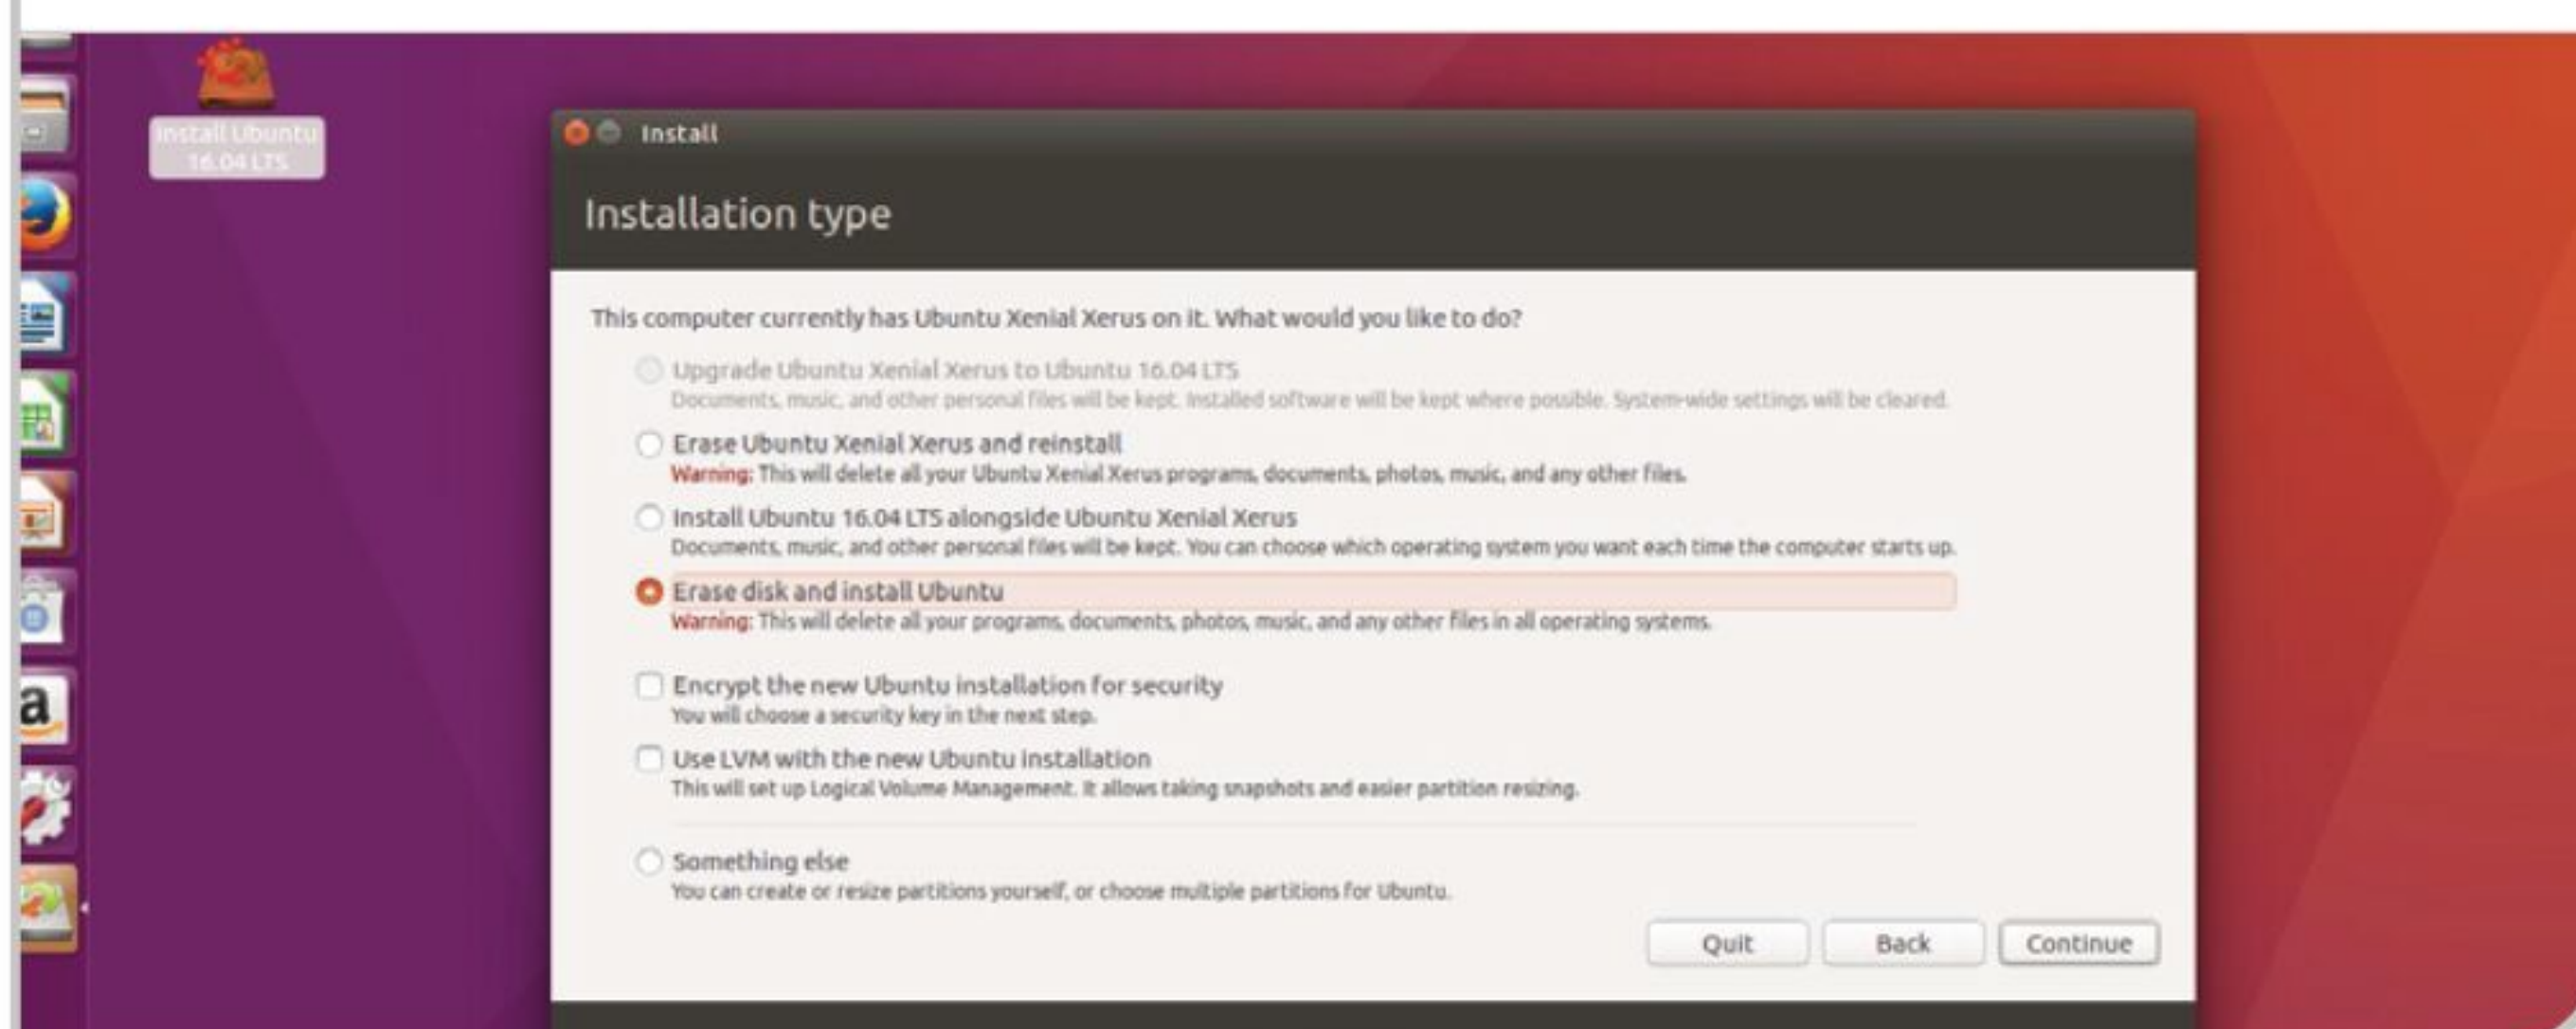 Install Ubuntu
16.04 LTS
Install
Installation type
This computer currently has Ubuntu Xenial Xerus on it. What would you like to do?
Upgrade Ubuntu Xenial Xerus to Ubuntu 16.04 LTS
Documents, music, and other personal files will be kept. Installed software will be kept where possible. System-wide settings will be cleared.
Erase Ubuntu Xenial Xerus and reinstall
Warning: This will delete all your Ubuntu Xenial Xerus programs, documents, photos, music, and any other files.
Install Ubuntu 16.04 LTS alongside Ubuntu Xenial Xerus
Documents, music, and other personal files will be kept. You can choose which operating system you want each time the computer starts up.
Erase disk and install Ubuntu
Warning: This will delete all your programs, documents, photos, music, and any other files in all operating systems.
Encrypt the new Ubuntu installation for security
You will choose a security key in the next step.
Use LVM with the new Ubuntu installation
This will set up Logical Volume Management. It allows taking snapshots and easier partition resizing.
Something else
You can create or resize partitions yourself, or choose multiple partitions for Ubuntu.
Quit Back Continue
a